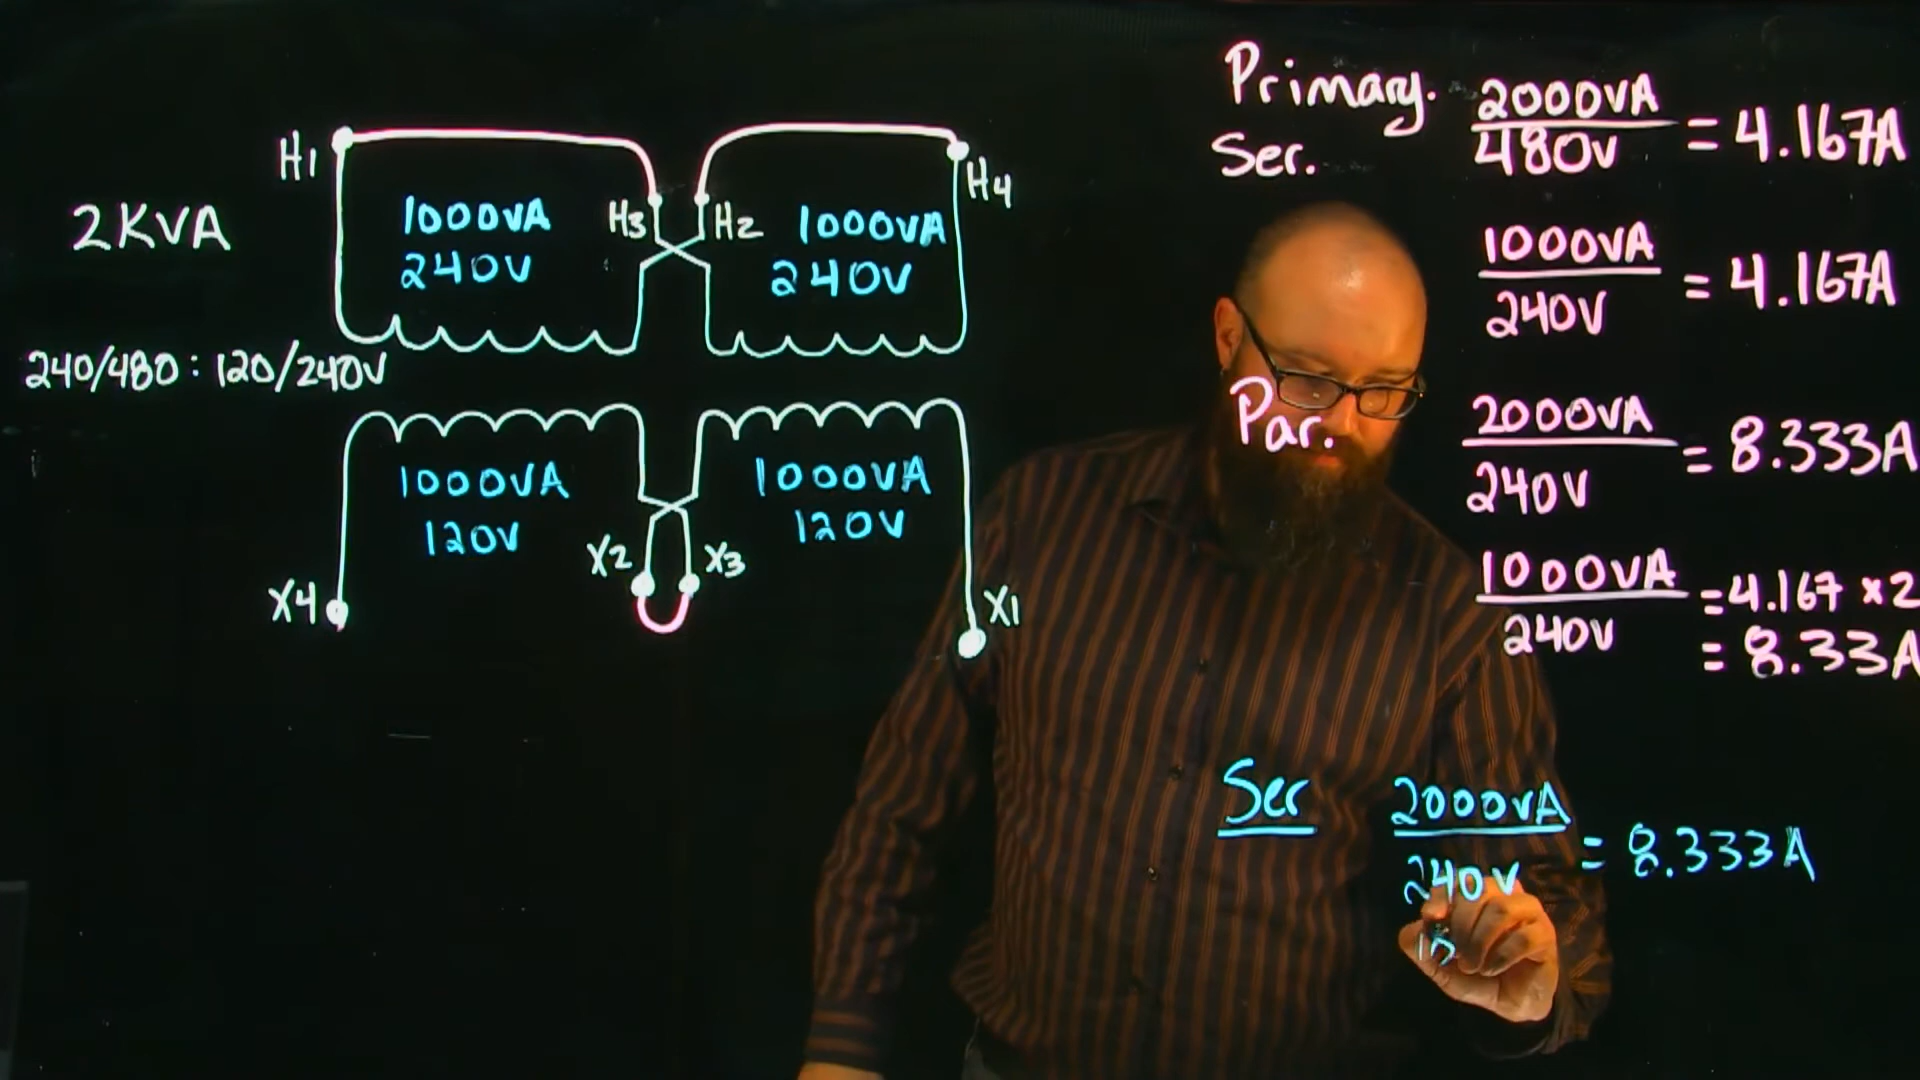 2KVA
240/480 : 120/240V
H1
H3
H2
H4
1000VA
240V
1000VA
240V
1000VA
120V
1000VA
120V
X4
X2
X3
X1
Primary.
Ser.
2000VA
480V
= 4.167A
1000VA
240V
= 4.167A
Par.
2000VA
240V
= 8.333A
1000VA
240V
= 4.167 x2
= 8.33A
Ser
2000VA
240V
= 8.333A